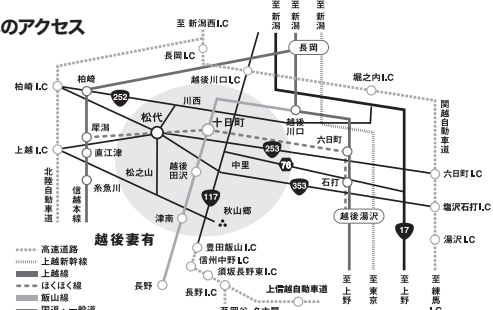 のアクセス
至 新潟西I.C
至新潟
至新潟
至新潟
長岡I.C
長岡
越後川口I.C
堀之内I.C
柏崎I.C
柏崎
252
川西
越後川口
関越自動車道
松代
十日町
犀潟
六日町
上越I.C
直江津
253
76
中里
六日町I.C
松之山
越後田沢
石打
353
糸魚川
北陸自動車道
信越本線
117
秋山郷
塩沢石打I.C
津南
越後湯沢
17
越後妻有
湯沢I.C
高速道路
上越新幹線
上越線
ほくほく線
飯山線
国道・一般道
豊田飯山I.C
信州中野I.C
須坂長野東I.C
長野
長野I.C
上信越自動車道
至上野
至東京
至上野
至練馬I.C